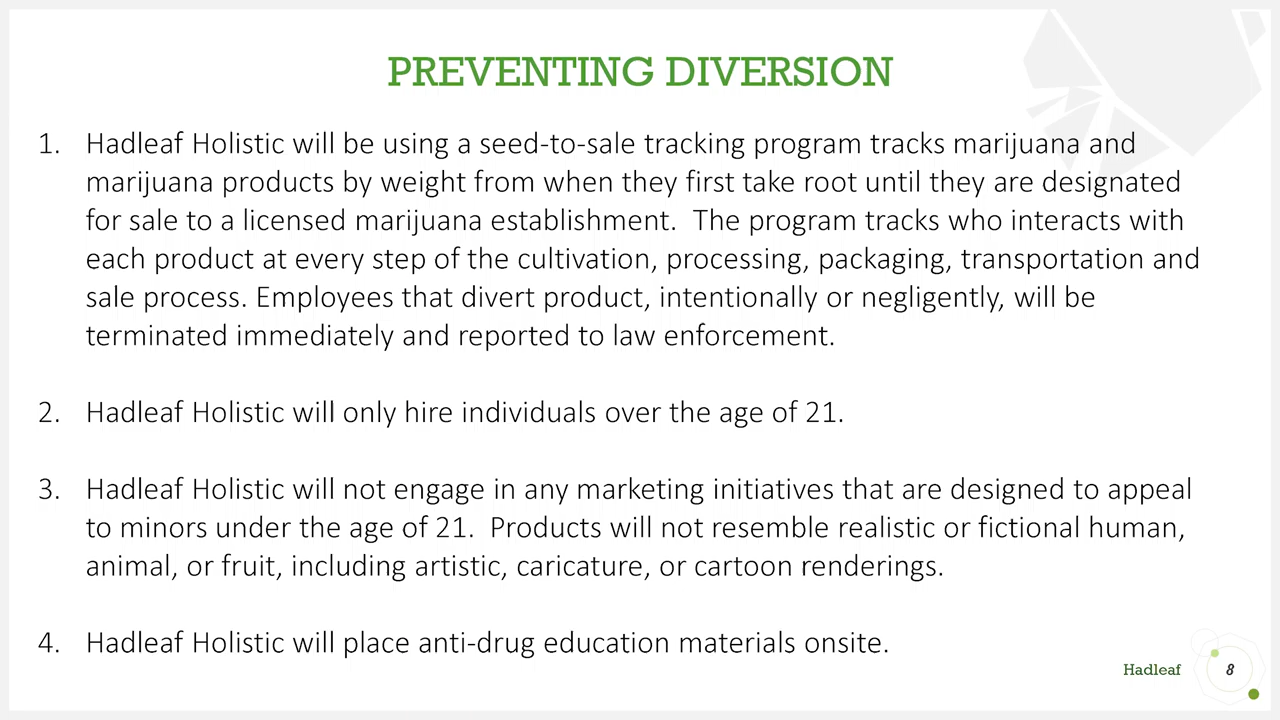 PREVENTING DIVERSION
1. Hadleaf Holistic will be using a seed-to-sale tracking program tracks marijuana and
marijuana products by weight from when they first take root until they are designated
for sale to a licensed marijuana establishment.  The program tracks who interacts with
each product at every step of the cultivation, processing, packaging, transportation and
sale process. Employees that divert product, intentionally or negligently, will be
terminated immediately and reported to law enforcement.
2. Hadleaf Holistic will only hire individuals over the age of 21.
3. Hadleaf Holistic will not engage in any marketing initiatives that are designed to appeal
to minors under the age of 21.  Products will not resemble realistic or fictional human,
animal, or fruit, including artistic, caricature, or cartoon renderings.
4. Hadleaf Holistic will place anti-drug education materials onsite.
Hadleaf 8